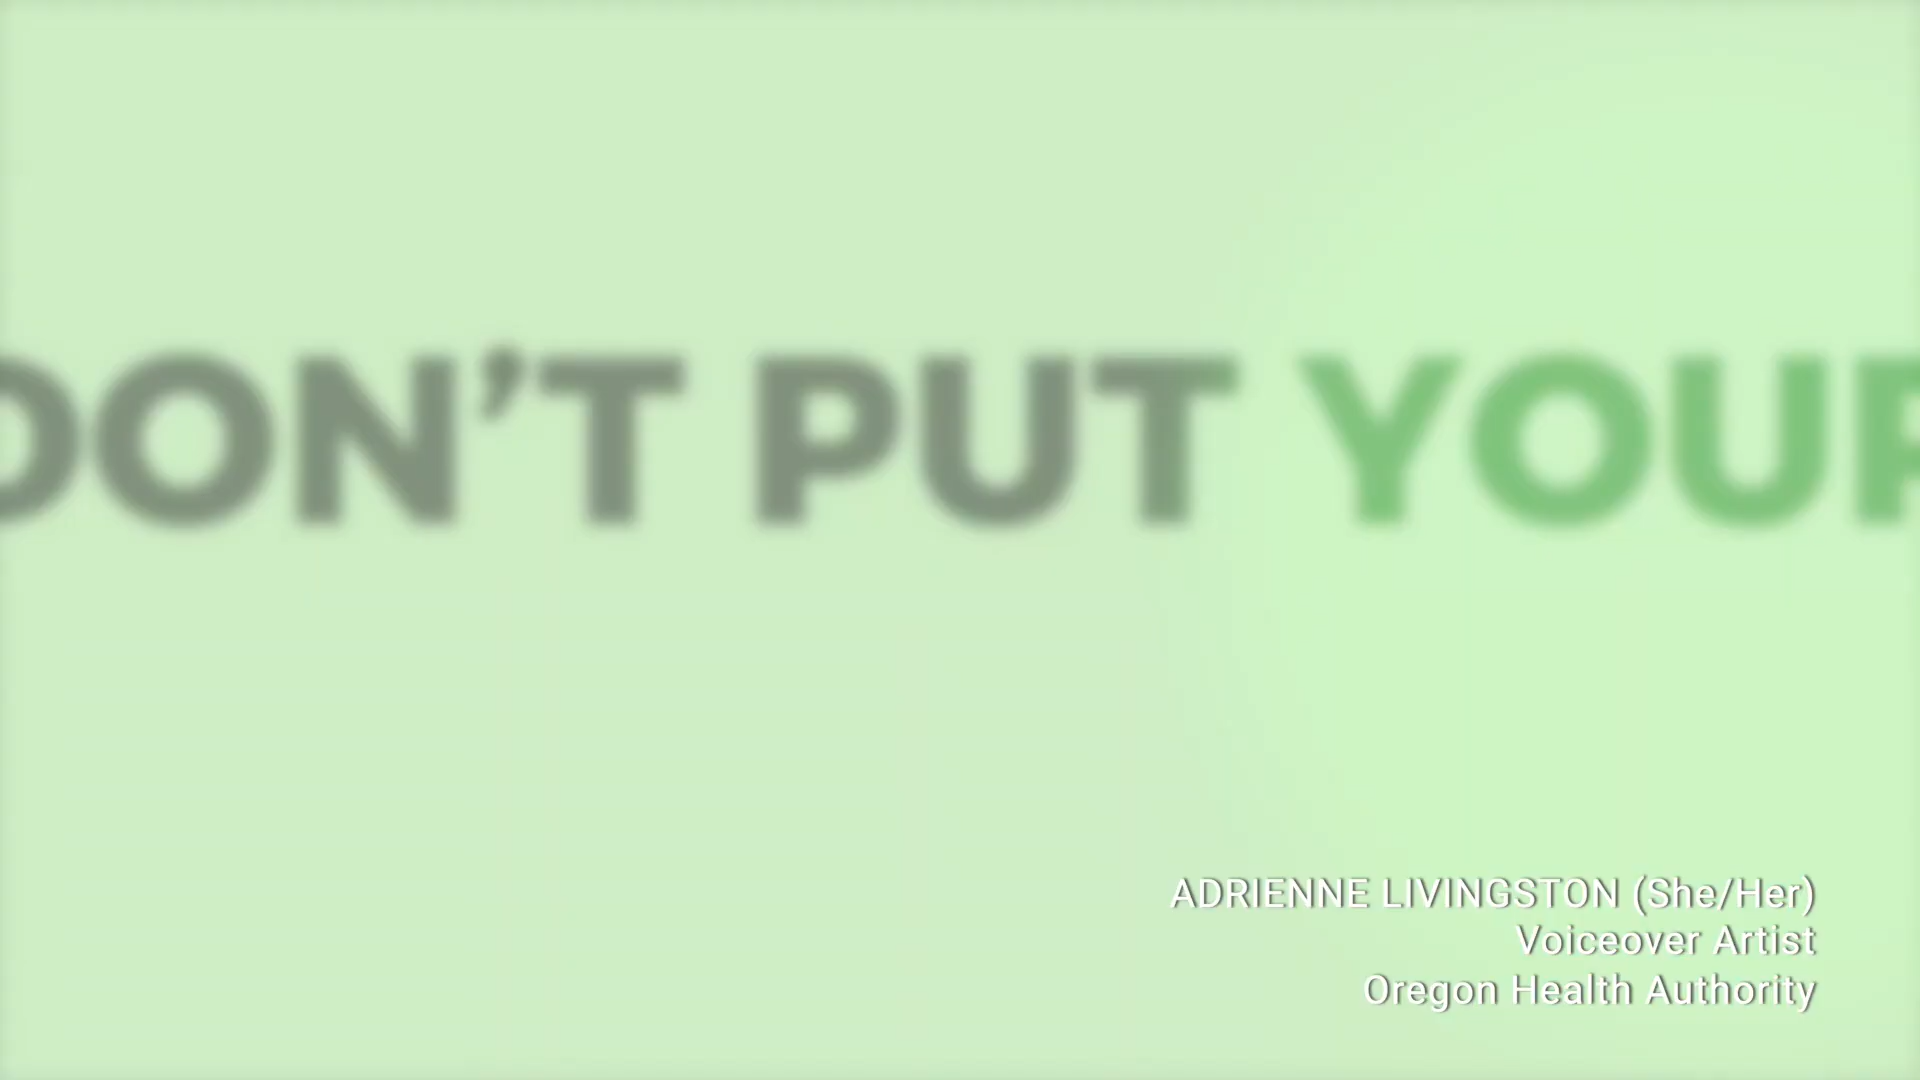 DON’T PUT YOUR
ADRIENNE LIVINGSTON (She/Her)
Voiceover Artist
Oregon Health Authority